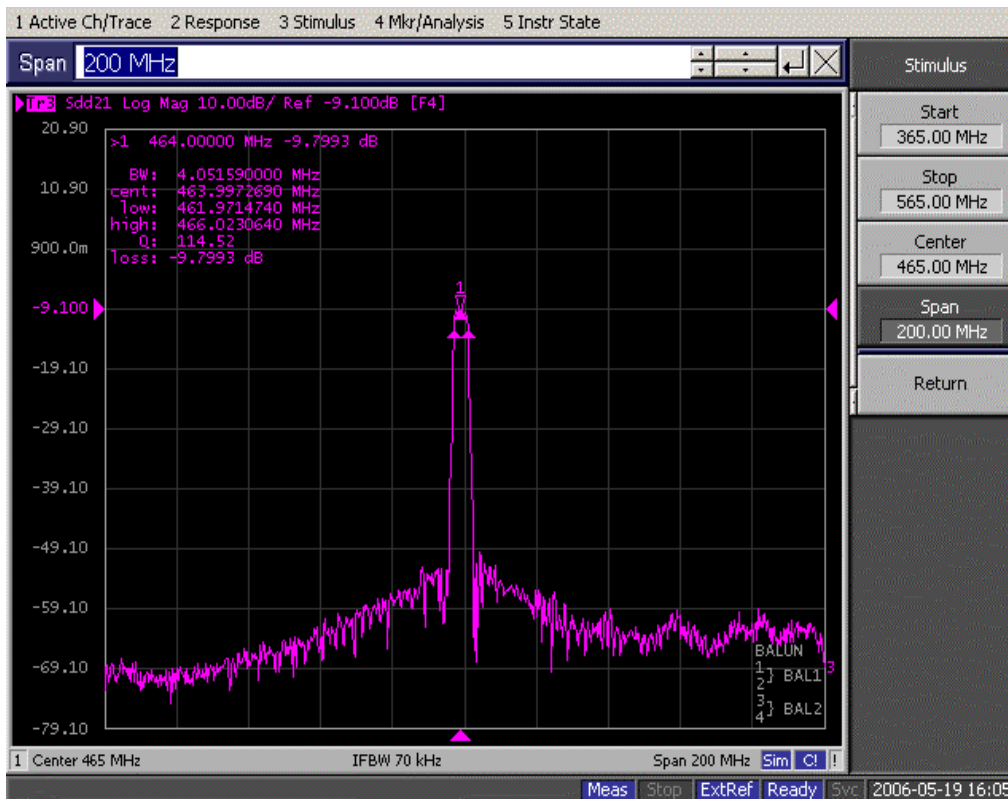 1 Active Ch/Trace 2 Response 3 Stimulus 4 Mkr/Analysis 5 Instr State
Span 200 MHz
Stimulus
Start
365.00 MHz
Stop
565.00 MHz
Center
465.00 MHz
Span
200.00 MHz
Return
Tr3 Sdd21 Log Mag 10.00dB/ Ref -9.100dB [F4]
20.90
10.90
900.0m
-9.100
-19.10
-29.10
-39.10
-49.10
-59.10
-69.10
-79.10
>1 464.00000 MHz -9.7993 dB
BW: 4.051590000 MHz
cent: 463.9972690 MHz
low: 461.9714740 MHz
high: 466.0230640 MHz
Q: 114.52
loss: -9.7993 dB
1
BALUN
1
2 } BAL1
3
3
4 } BAL2
1 Center 465 MHz IFBW 70 kHz Span 200 MHz Sim C! !
Meas Stop ExtRef Ready Svc 2006-05-19 16:05